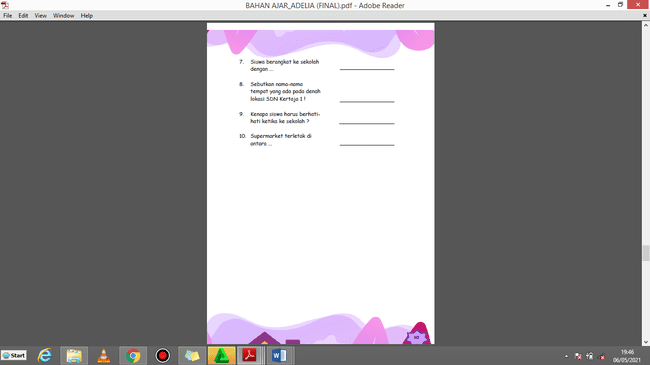 BAHAN AJAR_ADELIA (FINAL).pdf - Adobe Reader
File Edit View Window Help
7. Siswa berangkat ke sekolah
dengan ...
8. Sebutkan nama-nama
tempat yang ada pada denah
lokasi SDN Kertaja 1 !
9. Kenapa siswa harus berhati-
hati ketika ke sekolah ?
10. Supermarket terletak di
antara ...
Start
19:46
06/05/2021